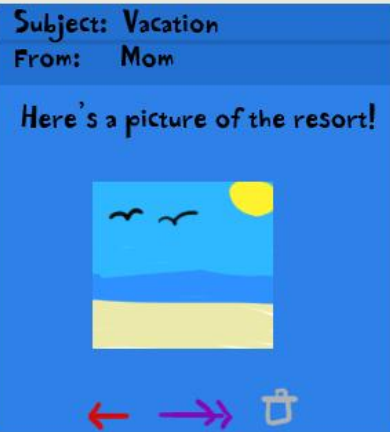 Subject: Vacation
From: Mom
Here's a picture of the resort!